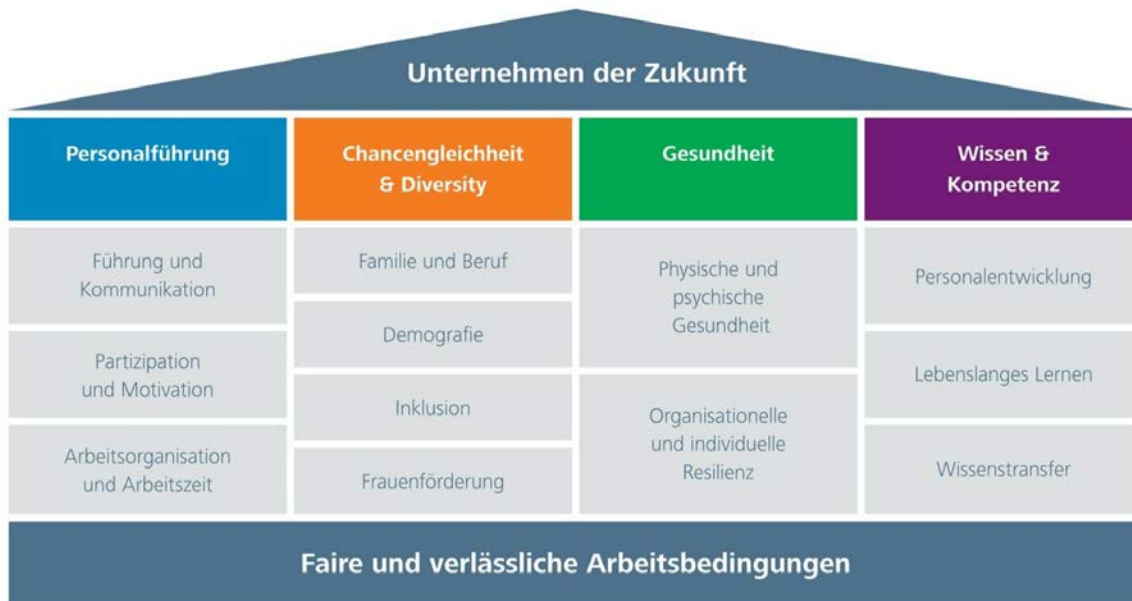 Unternehmen der Zukunft
Personalführung
Führung und
Kommunikation
Partizipation
und Motivation
Arbeitsorganisation
und Arbeitszeit
Chancengleichheit
& Diversity
Familie und Beruf
Demografie
Inklusion
Frauenförderung
Gesundheit
Physische und
psychische
Gesundheit
Organisationelle
und individuelle
Resilienz
Wissen &
Kompetenz
Personalentwicklung
Lebenslanges Lernen
Wissenstransfer
Faire und verlässliche Arbeitsbedingungen